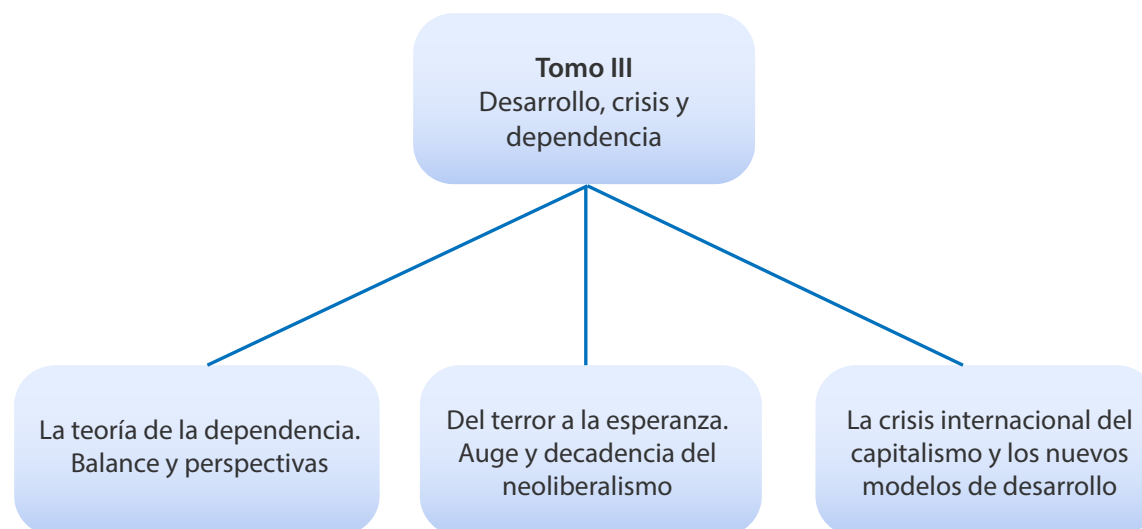 Tomo III
Desarrollo, crisis y
dependencia
La teoría de la dependencia.
Balance y perspectivas
Del terror a la esperanza.
Auge y decadencia del
neoliberalismo
La crisis internacional del
capitalismo y los nuevos
modelos de desarrollo